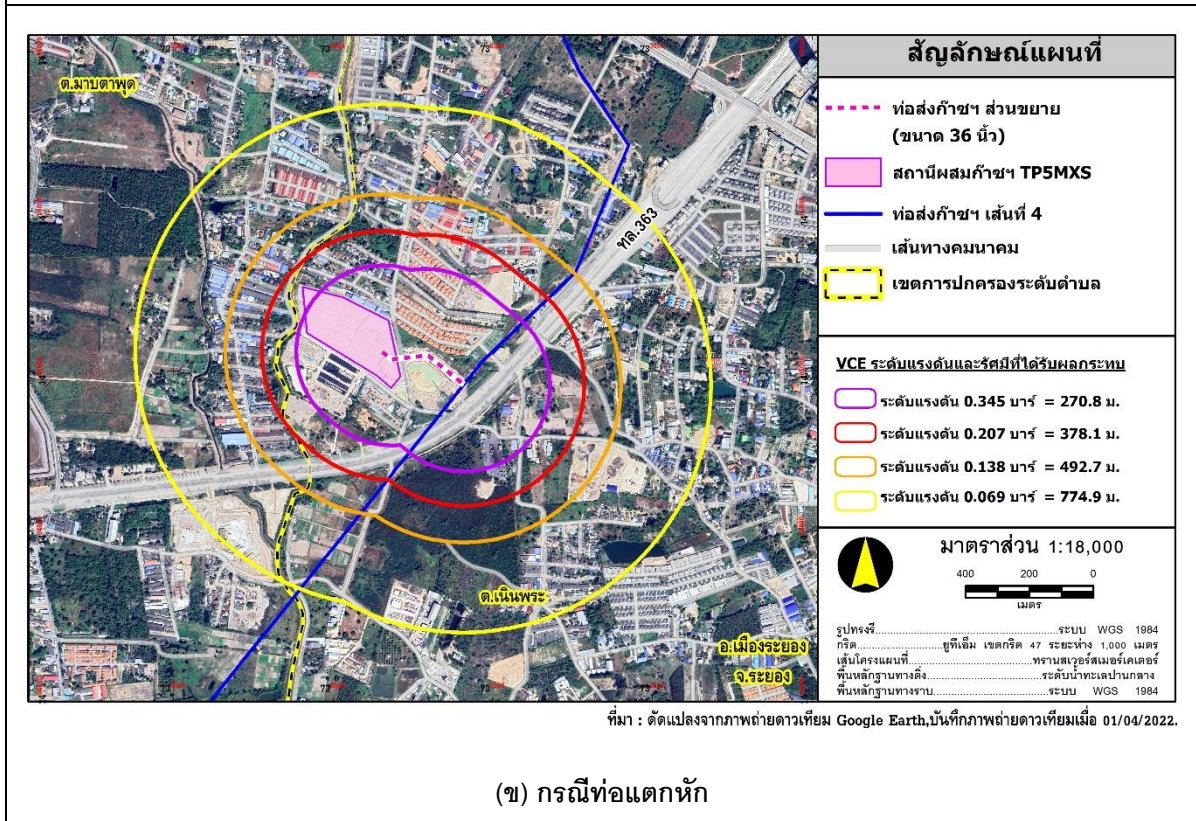 ต.มาบตาพุด
ทล.363
ต.เนินพระ
อ.เมืองระยอง
จ.ระยอง
สัญลักษณ์แผนที่
ท่อส่งก๊าซฯ ส่วนขยาย
(ขนาด 36 นิ้ว)
สถานีผสมก๊าซฯ TP5MXS
ท่อส่งก๊าซฯ เส้นที่ 4
เส้นทางคมนาคม
เขตการปกครองระดับตำบล
VCE ระดับแรงดันและรัศมีที่ได้รับผลกระทบ
ระดับแรงดัน 0.345 บาร์ = 270.8 ม.
ระดับแรงดัน 0.207 บาร์ = 378.1 ม.
ระดับแรงดัน 0.138 บาร์ = 492.7 ม.
ระดับแรงดัน 0.069 บาร์ = 774.9 ม.
มาตราส่วน 1:18,000
400 200 0
เมตร
รูปทรงรี................ระบบ WGS 1984
กริด................ยูทีเอ็ม เขตกริด 47 ระยะห่าง 1,000 เมตร
เส้นโครงแผนที่................ทรานสเวอร์สเมอร์เคเตอร์
พื้นหลักฐานทางดิ่ง................ระดับน้ำทะเลปานกลาง
พื้นหลักฐานทางราบ................ระบบ WGS 1984
ที่มา : ดัดแปลงจากภาพถ่ายดาวเทียม Google Earth,บันทึกภาพถ่ายดาวเทียมเมื่อ 01/04/2022.
(ข) กรณีท่อแตกหัก